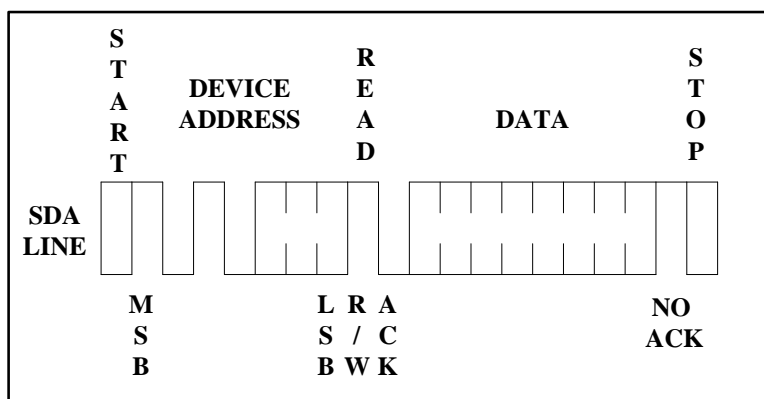 START
DEVICE
ADDRESS
READ
DATA
STOP
SDA
LINE
MSB
LSB
R/W
ACK
NO
ACK